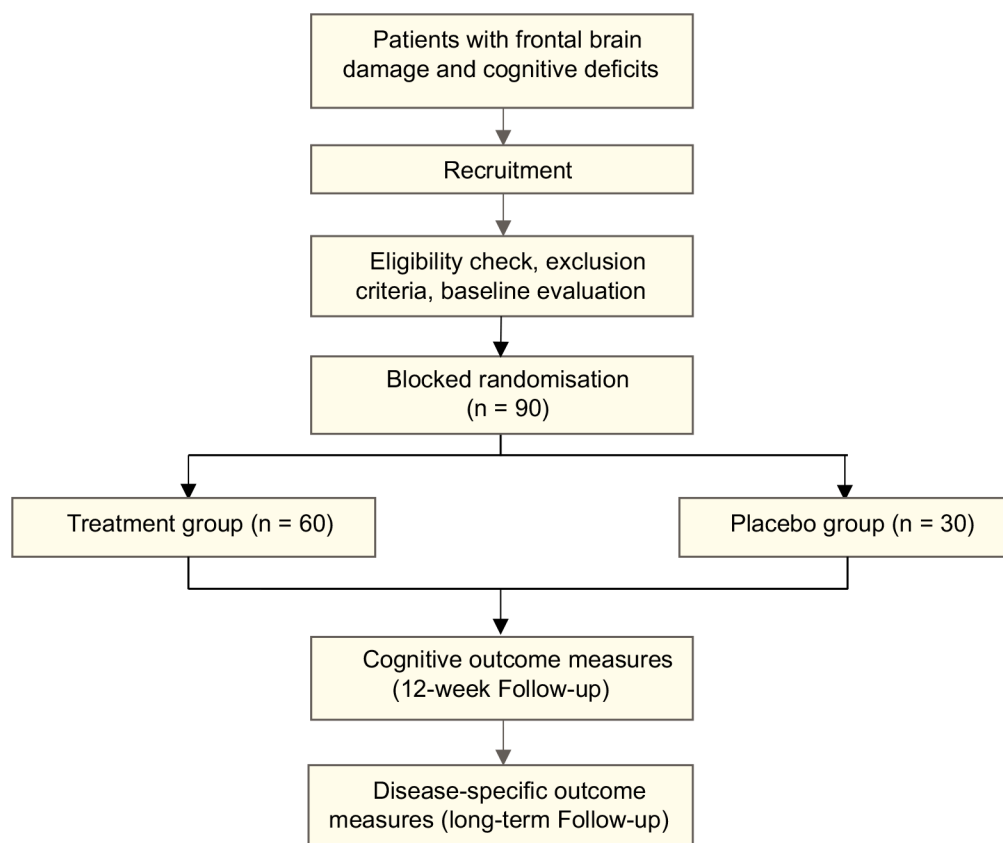 Patients with frontal brain
damage and cognitive deficits
Recruitment
Eligibility check, exclusion
criteria, baseline evaluation
Blocked randomisation
(n = 90)
Treatment group (n = 60)
Placebo group (n = 30)
Cognitive outcome measures
(12-week Follow-up)
Disease-specific outcome
measures (long-term Follow-up)